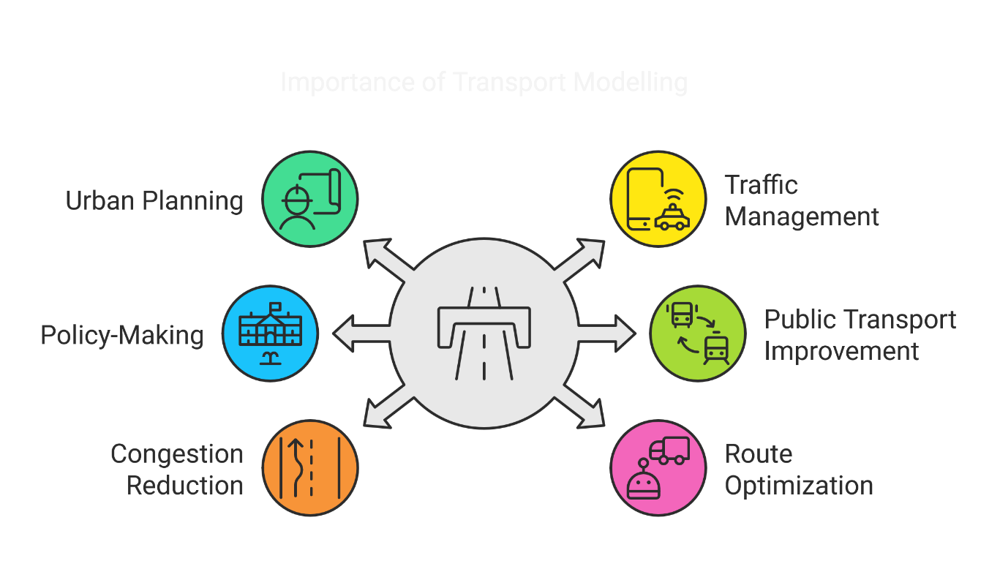 Importance of Transport Modelling
Urban Planning
Traffic
Management
Policy-Making
Public Transport
Improvement
Congestion
Reduction
Route
Optimization